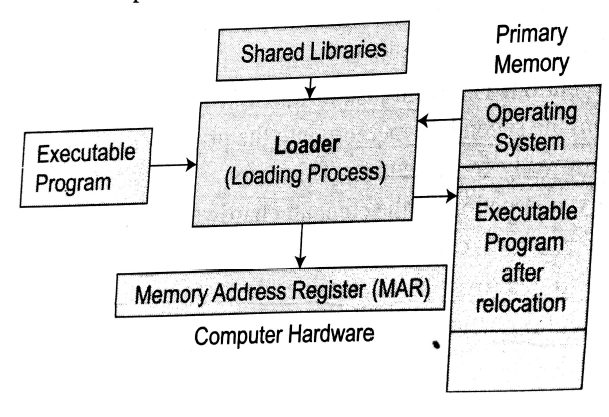 Shared Libraries
Primary
Memory
Executable
Program
Loader
(Loading Process)
Operating
System
Executable
Program
after
relocation
Memory Address Register (MAR)
Computer Hardware